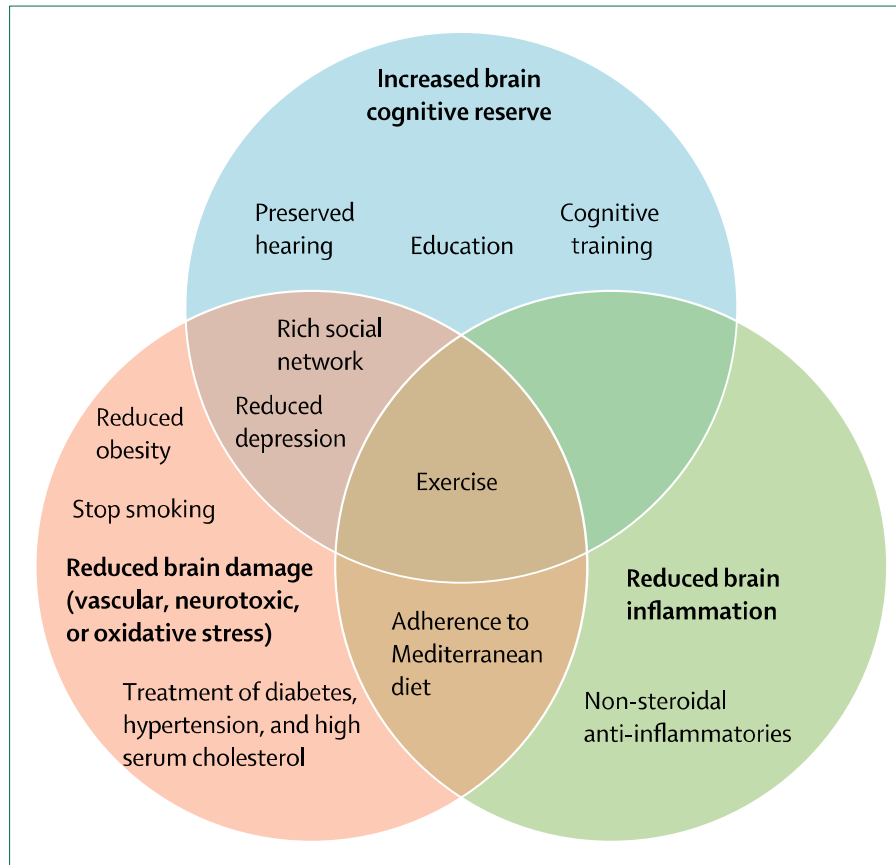 Increased brain
cognitive reserve
Preserved
hearing
Education
Cognitive
training
Rich social
network
Reduced
depression
Reduced
obesity
Stop smoking
Exercise
Reduced brain damage
(vascular, neurotoxic,
or oxidative stress)
Reduced brain
inflammation
Adherence to
Mediterranean
diet
Treatment of diabetes,
hypertension, and high
serum cholesterol
Non-steroidal
anti-inflammatories